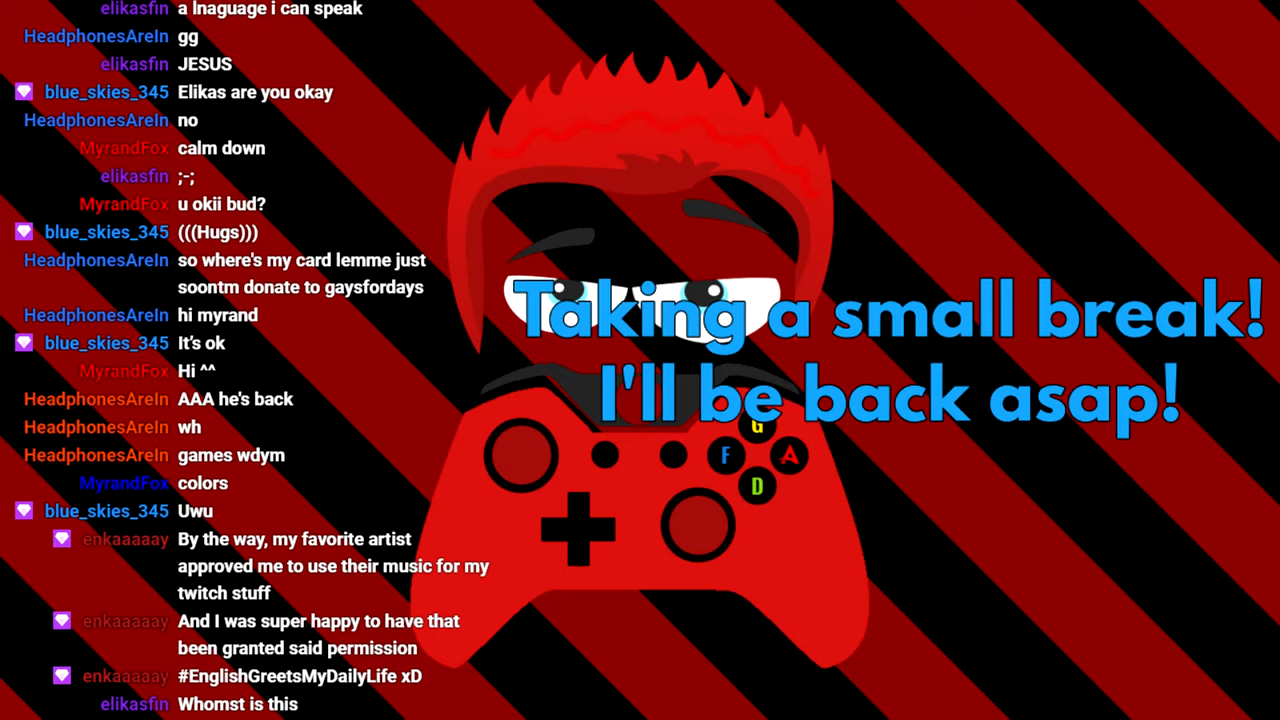 elikasfin a lnaguage i can speak
HeadphonesAreIn gg
elikasfin JESUS
blue_skies_345 Elikas are you okay
HeadphonesAreIn no
MyrandFox calm down
elikasfin ;-;
MyrandFox u okii bud?
blue_skies_345 (((Hugs)))
HeadphonesAreIn so where's my card lemme just
soontm donate to gaysfordays
HeadphonesAreIn hi myrand
blue_skies_345 It's ok
MyrandFox Hi ^^
HeadphonesAreIn AAA he's back
HeadphonesAreIn wh
HeadphonesAreIn games wdym
MyrandFox colors
blue_skies_345 Uwu
enkaaaaay By the way, my favorite artist
approved me to use their music for my
twitch stuff
enkaaaaay And I was super happy to have that
been granted said permission
enkaaaaay #EnglishGreetsMyDailyLife xD
elikasfin Whomst is this
Taking a small break!
I'll be back asap!
G
F A
D